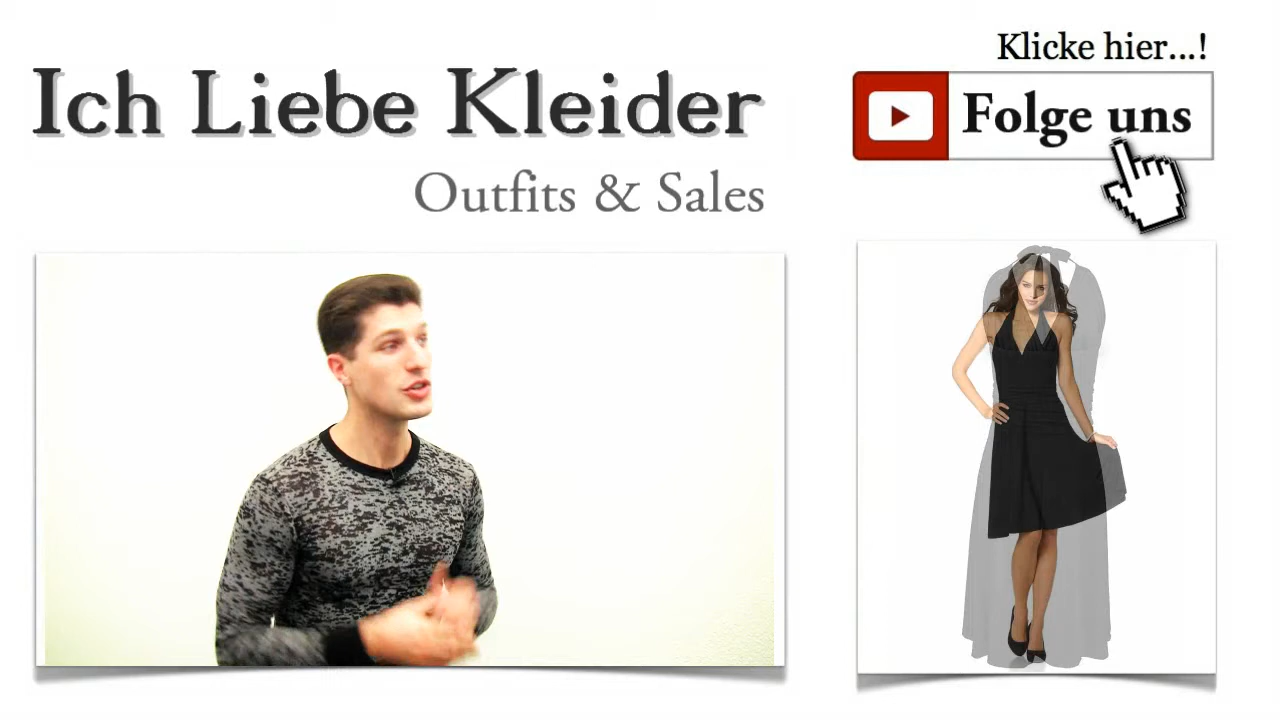 Klicke hier...!
Ich Liebe Kleider
Folge uns
Outfits & Sales